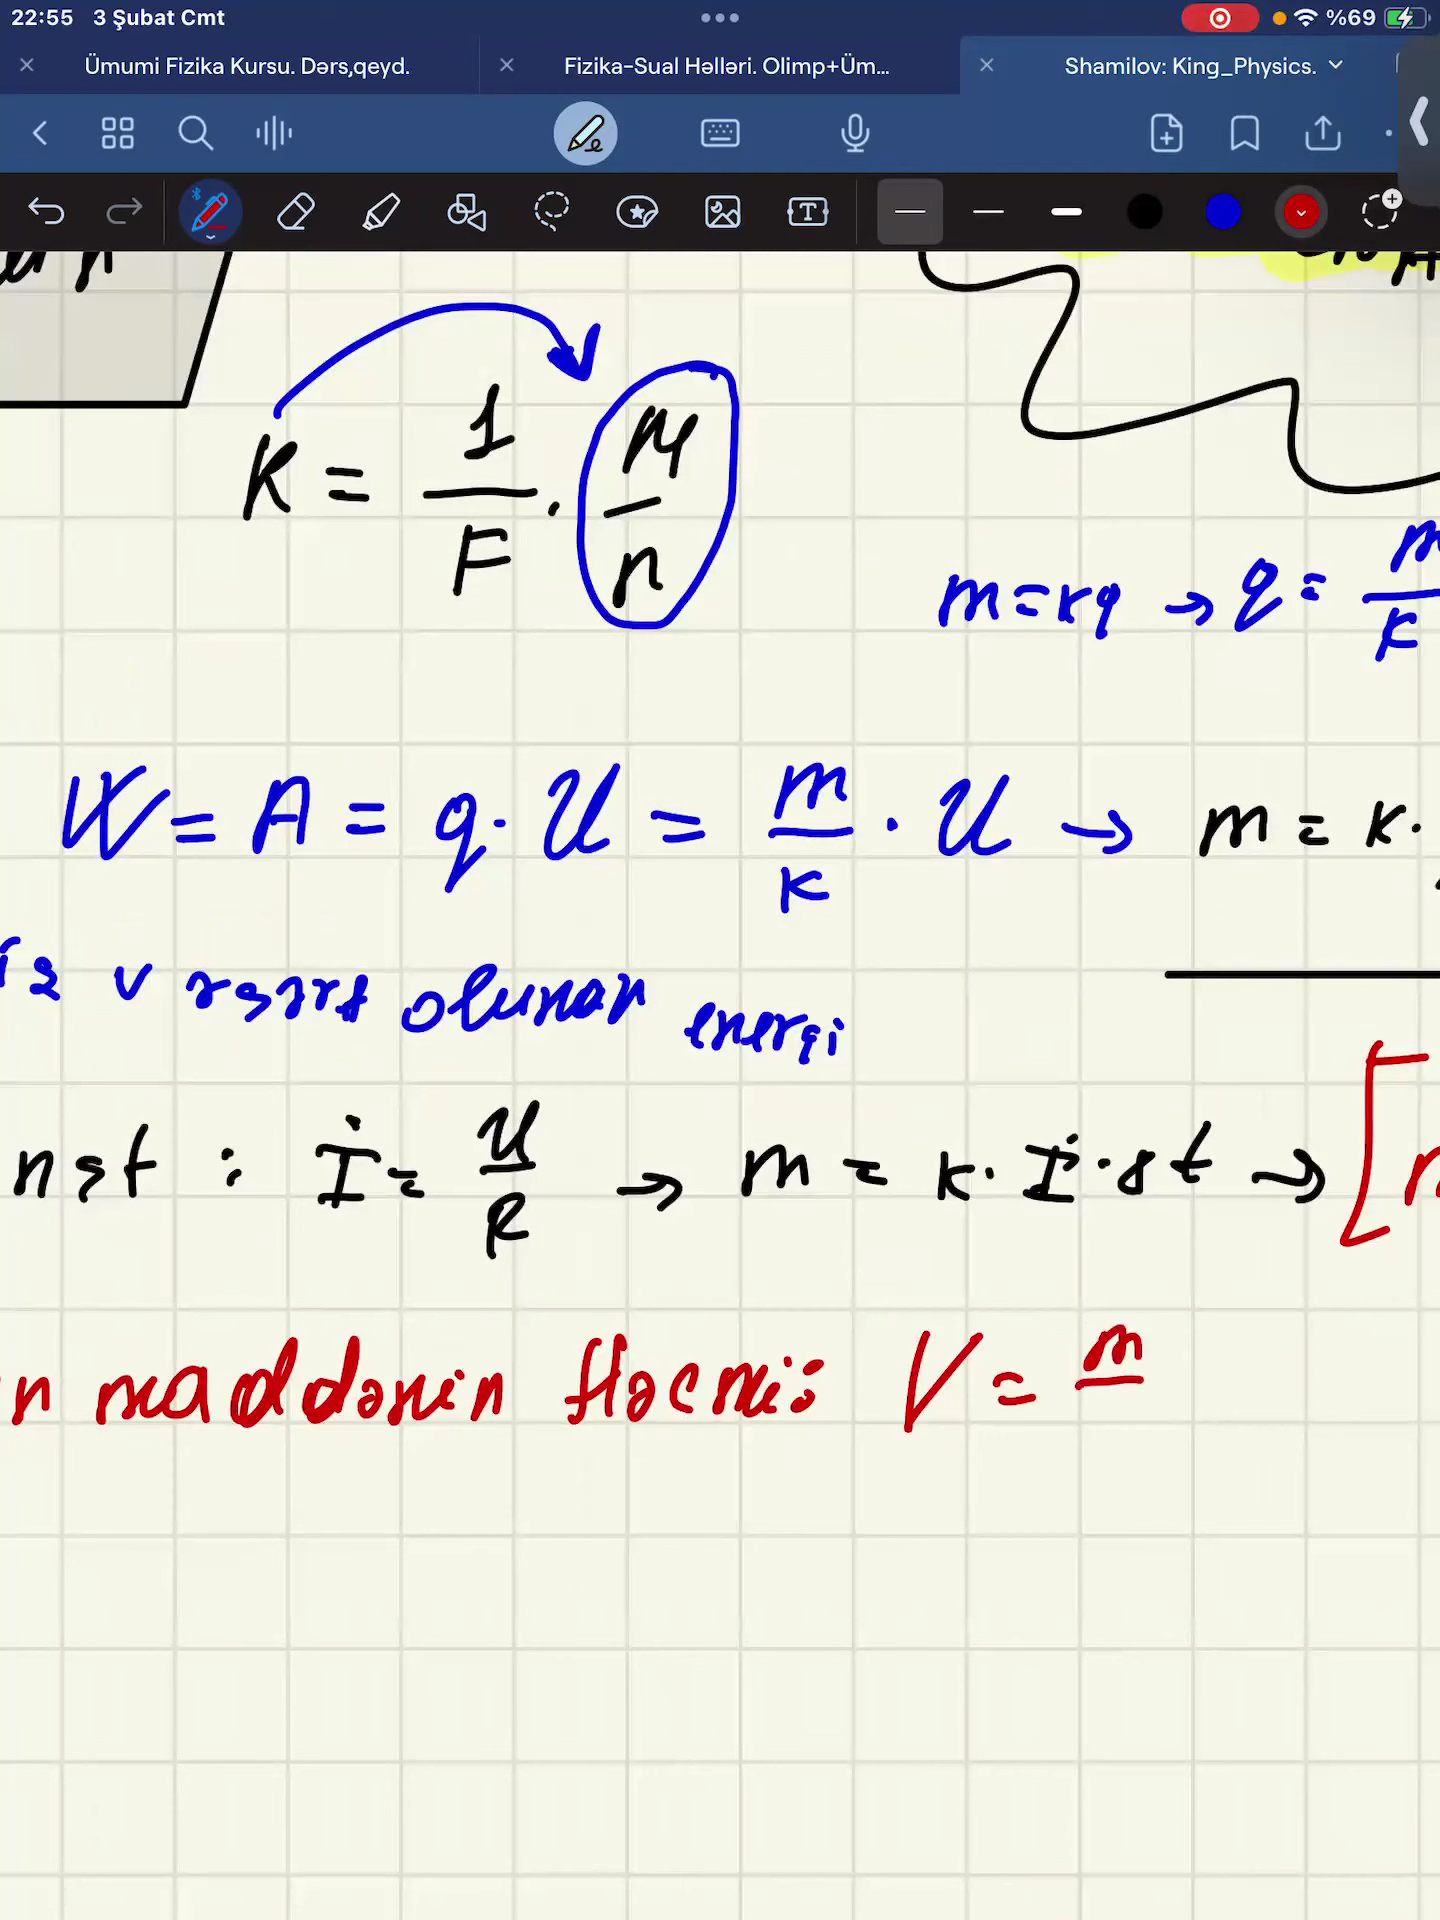 22:55 3 Şubat Cmt %69
Ümumi Fizika Kursu. Dərs,qeyd. Fizika-Sual Həlləri. Olimp+Üm... Shamilov: King_Physics.
K = 1/F · M/n
m = kq → q = m/k
W = A = q · U = m/k · U → m = k ·
olunan enerji
I = U/R → m = k · I · Δt →
n maddənin Həcmi: V = m